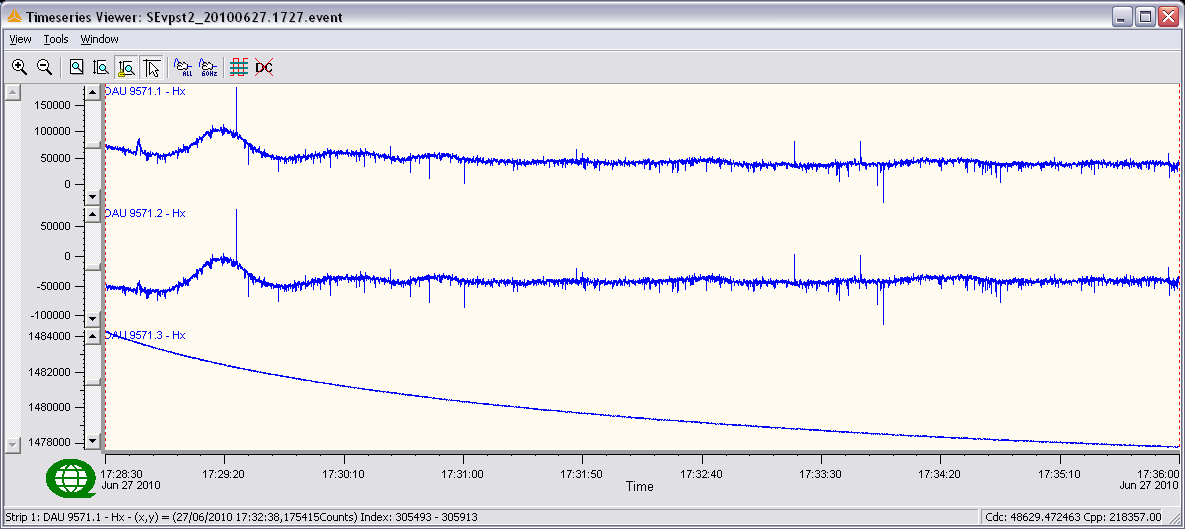 Timeseries Viewer: SEvpst2_20100627.1727.event
View Tools Window
ALL 60Hz DC
DAU 9571.1 - Hx
150000
100000
50000
0
DAU 9571.2 - Hx
50000
0
-50000
-100000
DAU 9571.3 - Hx
1484000
1482000
1480000
1478000
17:28:30 17:29:20 17:30:10 17:31:00 17:31:50 17:32:40 17:33:30 17:34:20 17:35:10 17:36:00
Jun 27 2010 Time Jun 27 2010
Strip 1: DAU 9571.1 - Hx - (x,y) = (27/06/2010 17:32:38,175415Counts) Index: 305493 - 305913 Cdc: 48629.472463 Cpp: 218357.00